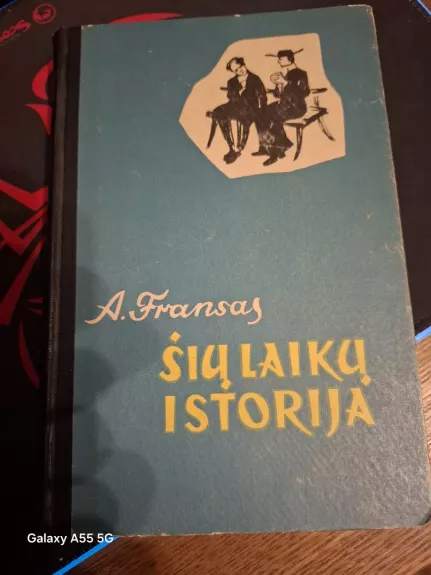 A. Fransas
ŠIŲ LAIKŲ
ISTORIJA
Galaxy A55 5G